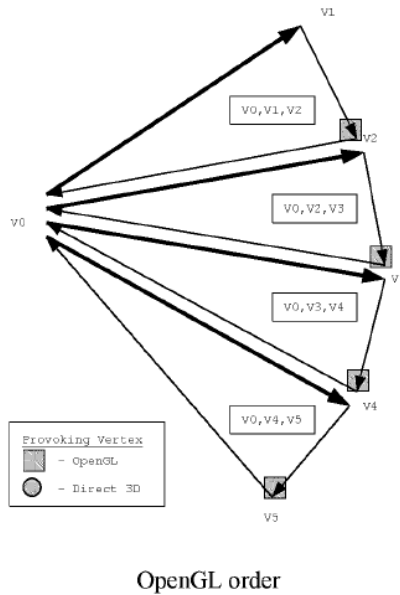 V1
V0,V1,V2
V2
V0
V0,V2,V3
V
V0,V3,V4
V4
V0,V4,V5
Provoking Vertex
- OpenGL
- Direct 3D
V5
OpenGL order